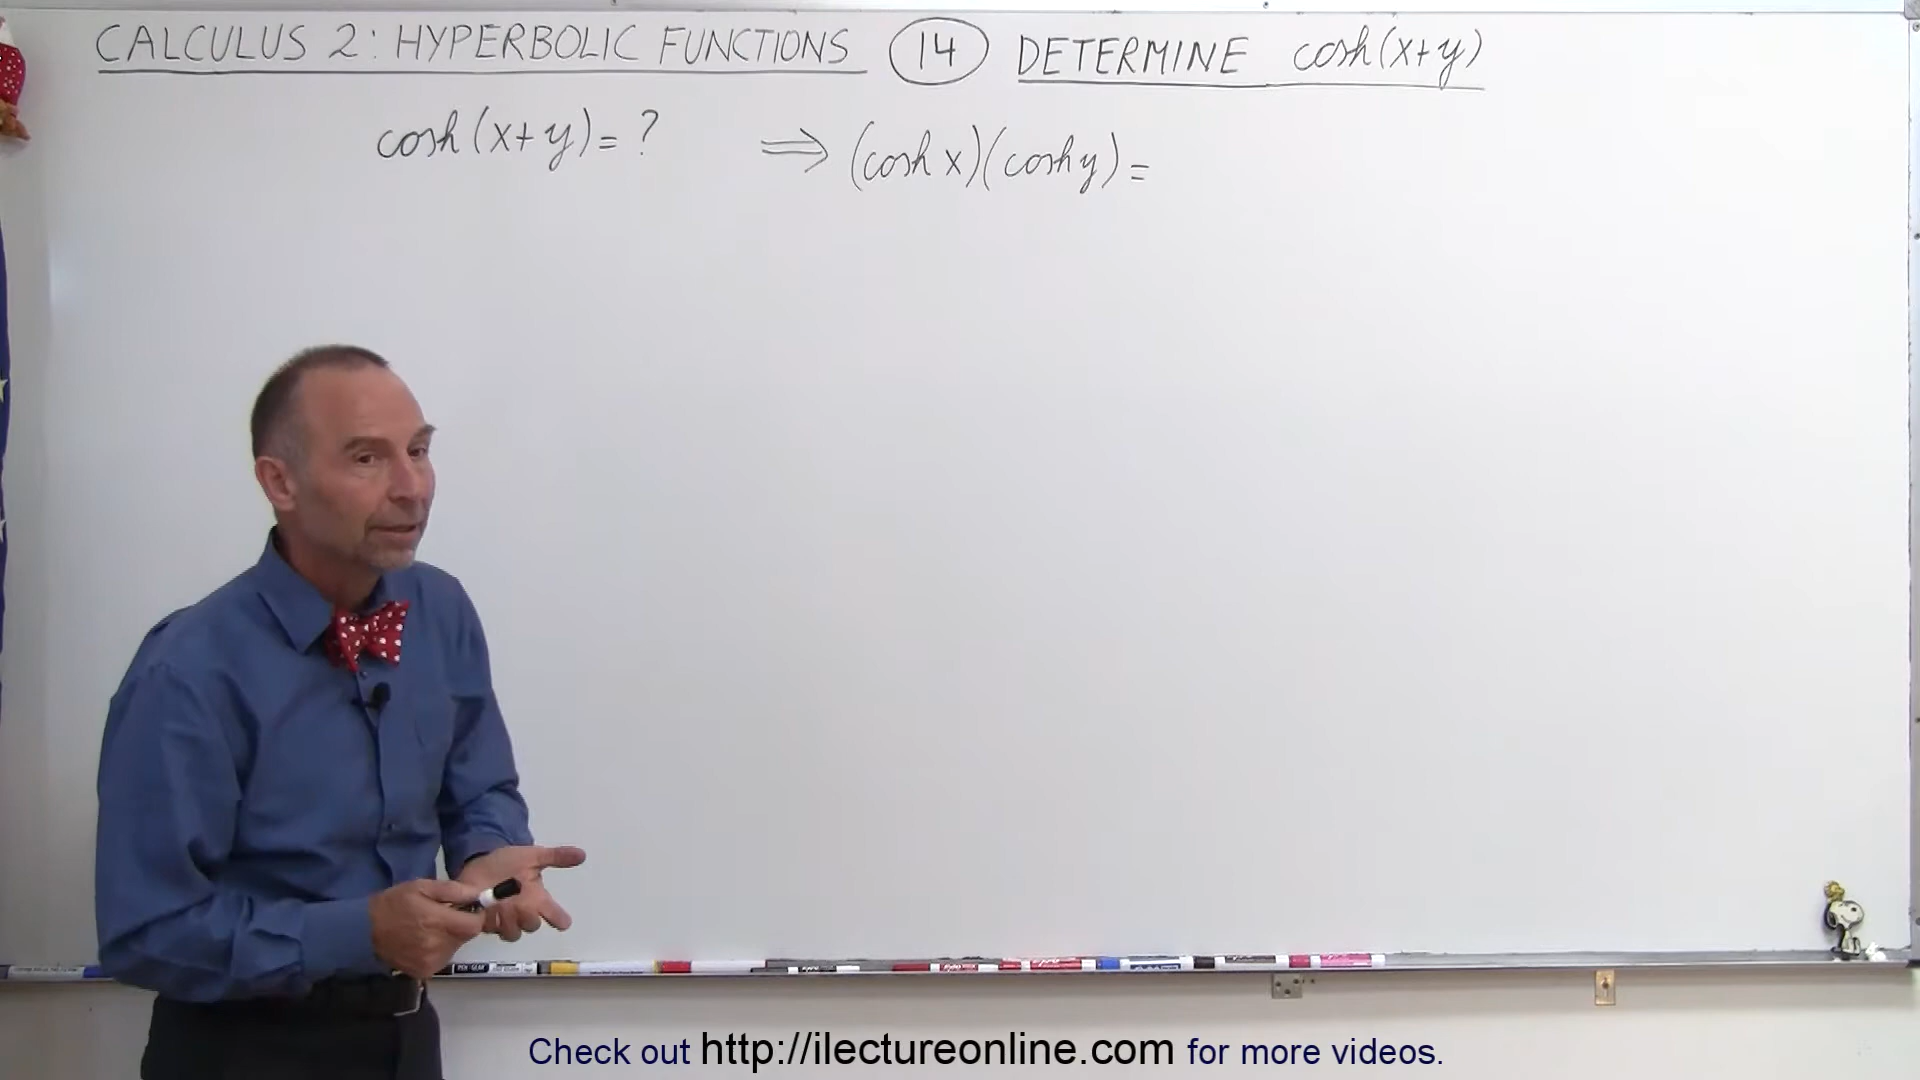 CALCULUS 2: HYPERBOLIC FUNCTIONS 14 DETERMINE cosh(x+y)
cosh(x+y)= ? ⟹ (cosh x)(cosh y) =
Check out http://ilectureonline.com for more videos.